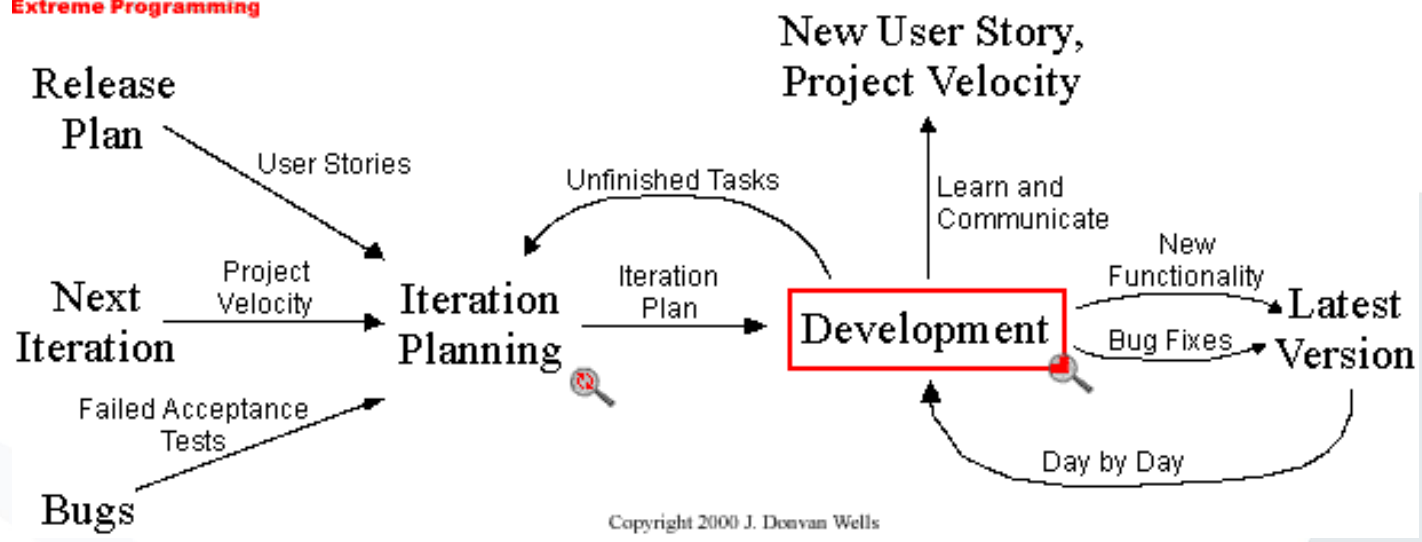 Extreme Programming
New User Story,
Project Velocity
Release
Plan
User Stories
Unfinished Tasks
Learn and
Communicate
New
Functionality
Project
Velocity
Next
Iteration
Iteration
Planning
Iteration
Plan
Development
Bug Fixes
Latest
Version
Failed Acceptance
Tests
Day by Day
Bugs
Copyright 2000 J. Donvan Wells